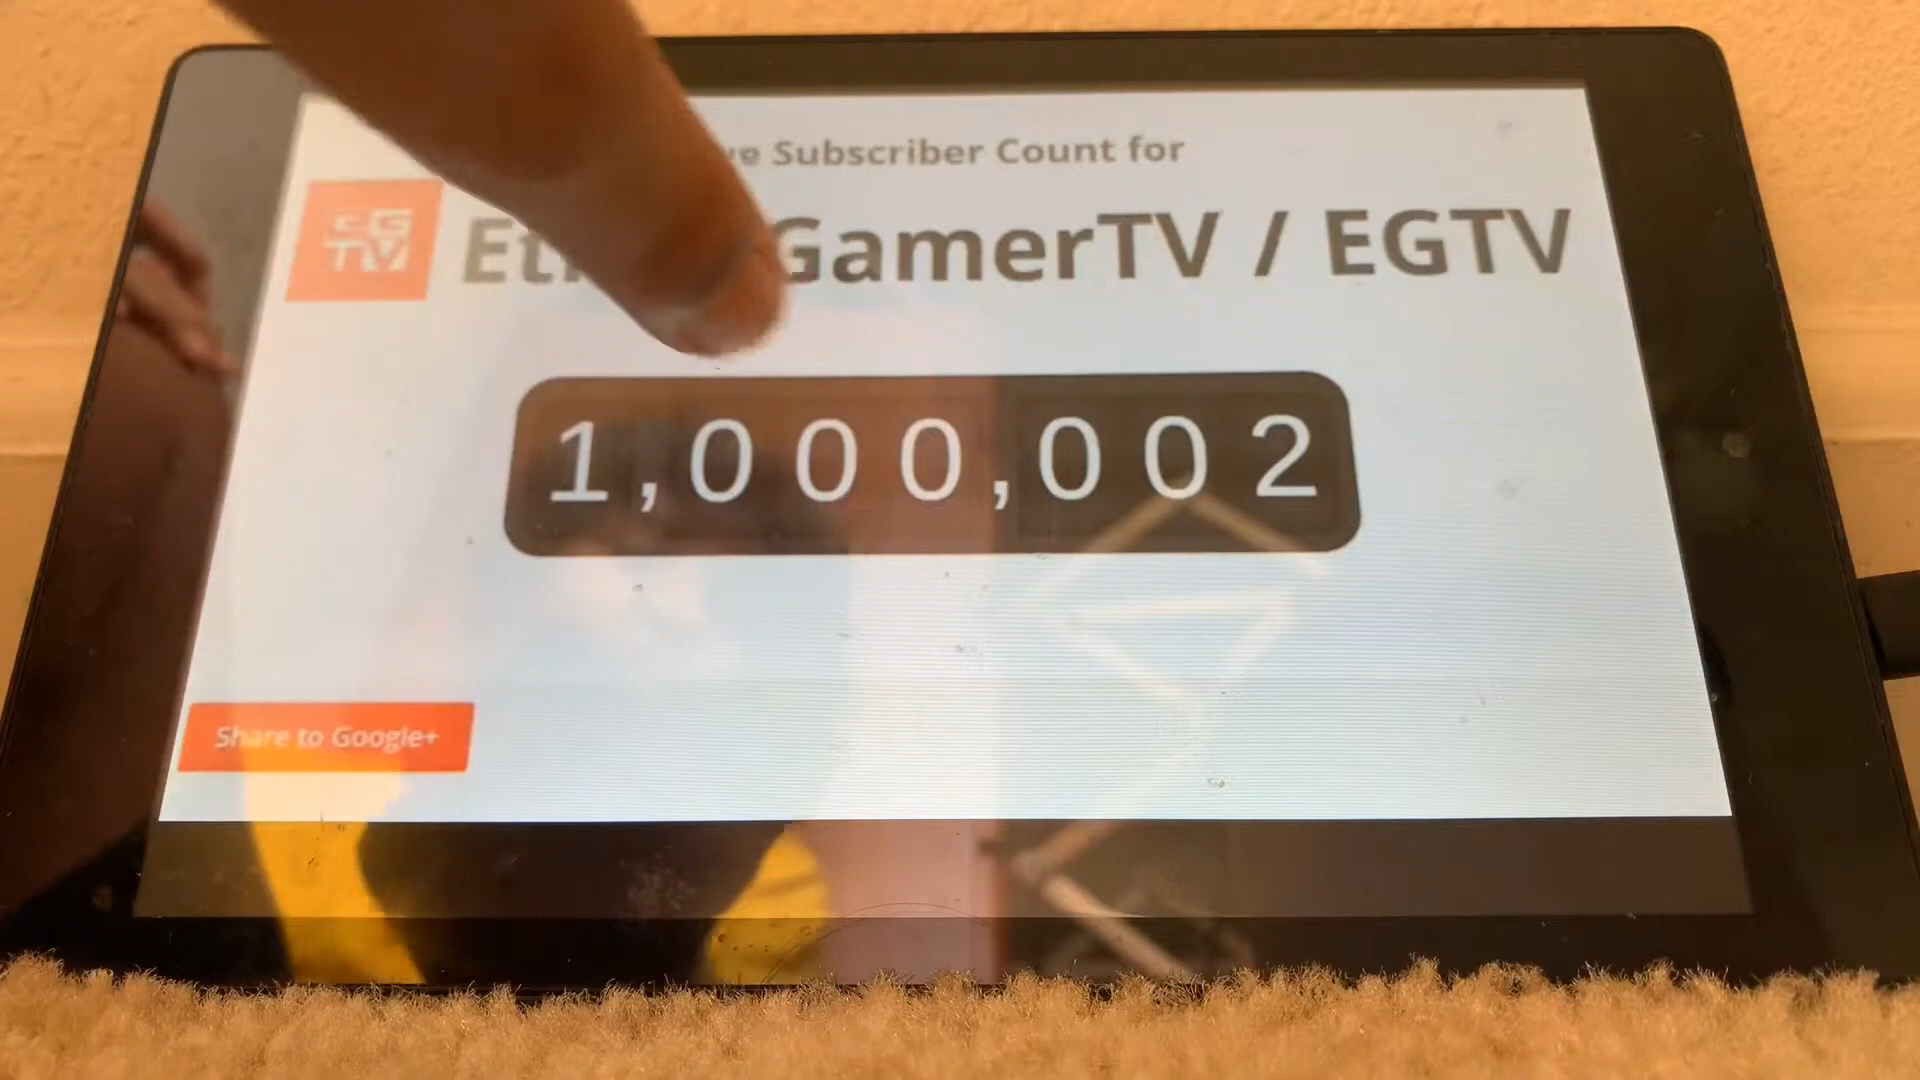 Subscriber Count for
EG
TV
GamerTV / EGTV
1,000,002
Share to Google+